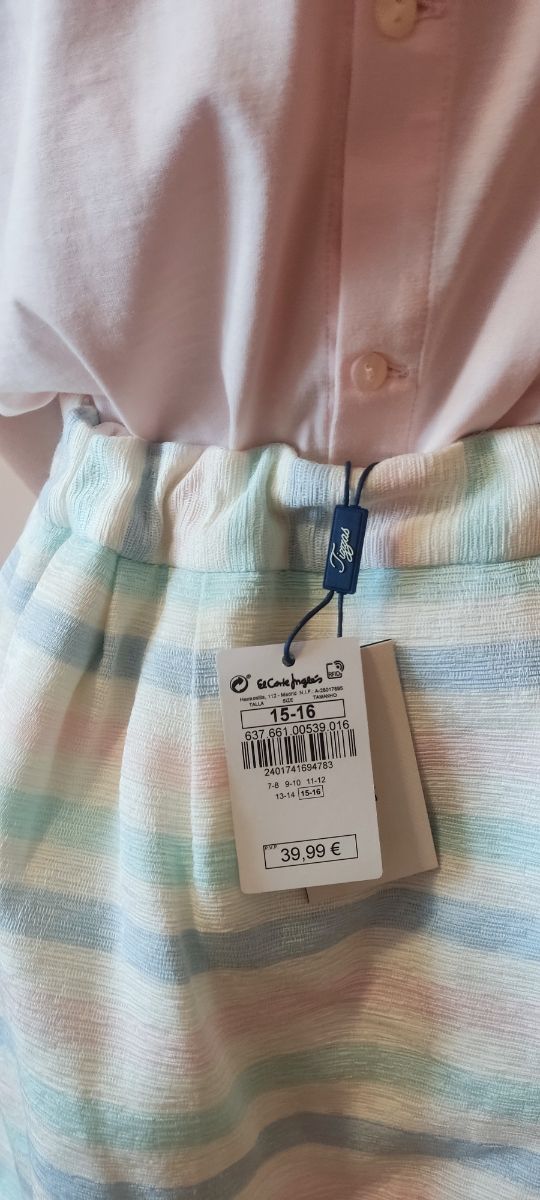 Tizzas
El Corte Inglés
RFID
Hermosilla, 112 - Madrid N.I.F.: A-28017895
TALLA SIZE TAMANHO
15-16
637.661.00539.016
2401741694783
7-8 9-10 11-12
13-14 15-16
P.V.P.
39,99 €